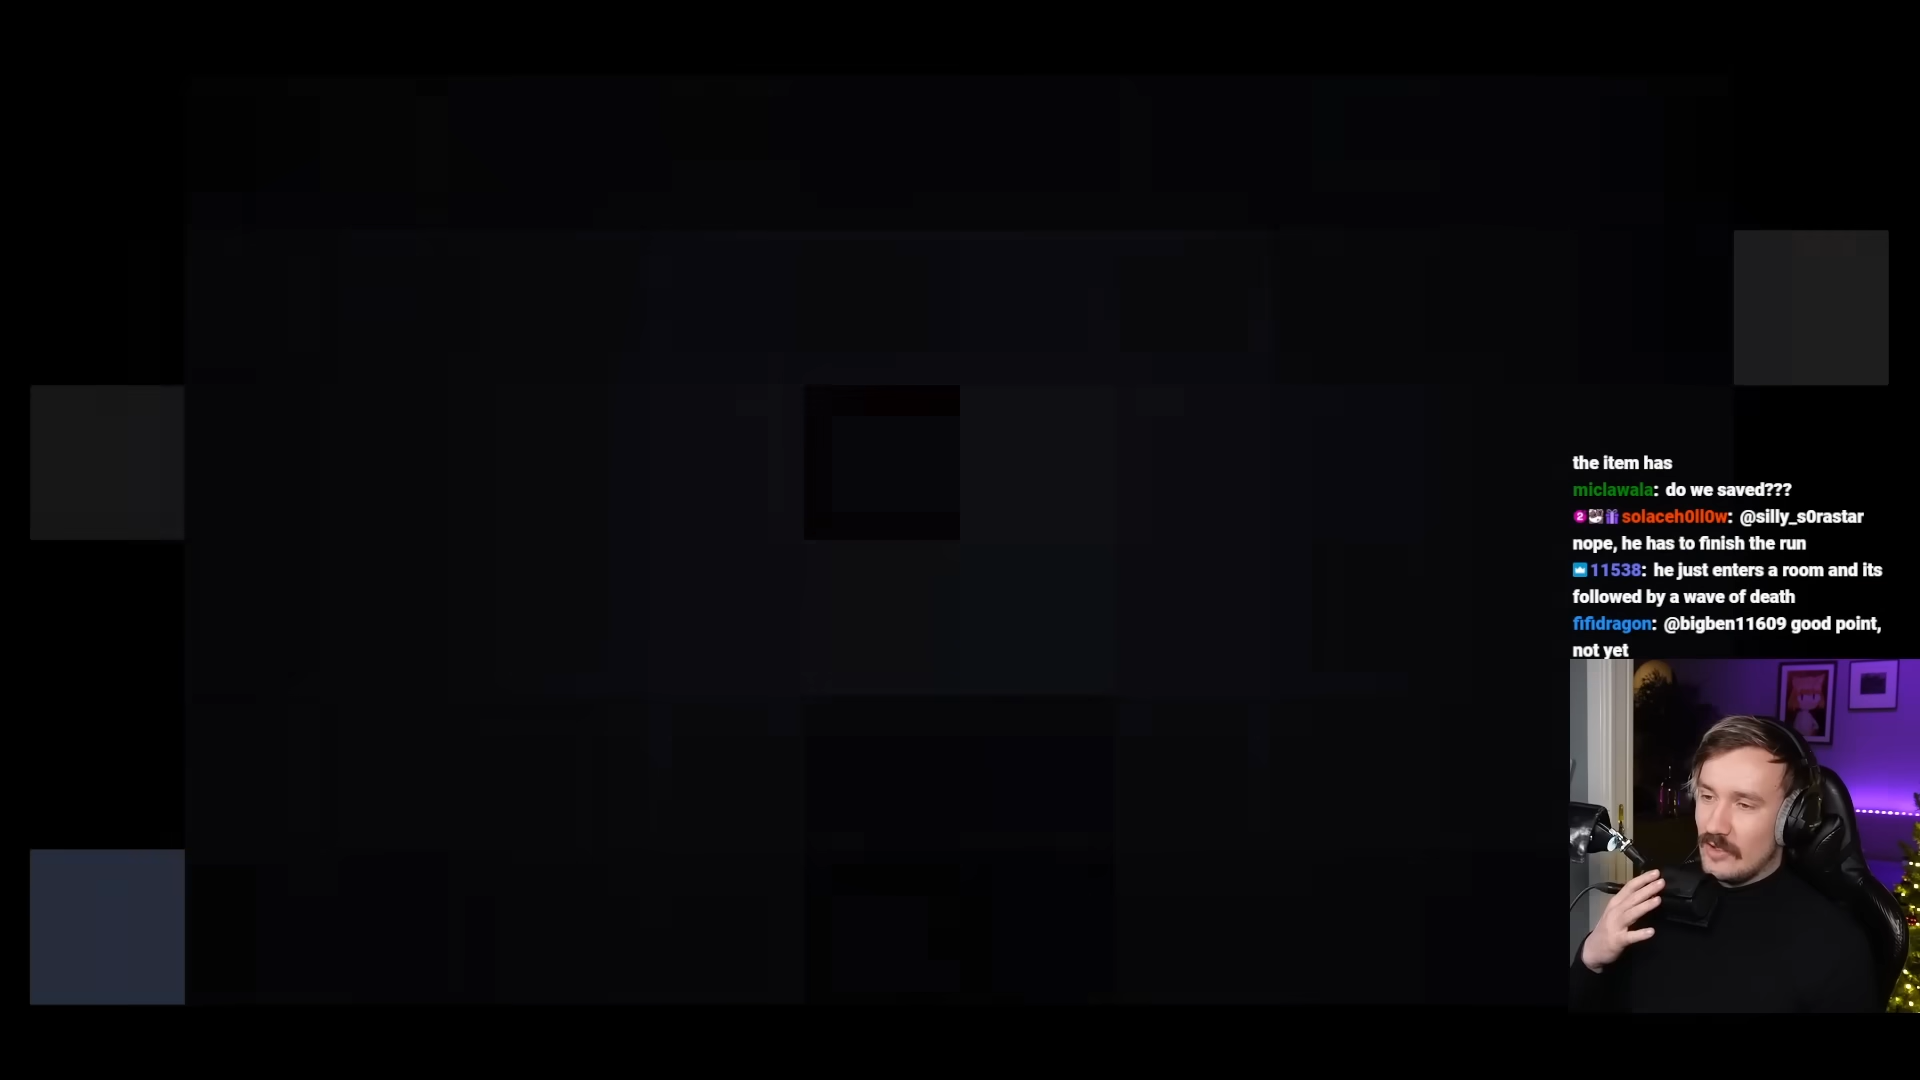 the item has
miclawala: do we saved???
2 solaceh0ll0w: @silly_s0rastar
nope, he has to finish the run
11538: he just enters a room and its
followed by a wave of death
fifidragon: @bigben11609 good point,
not yet